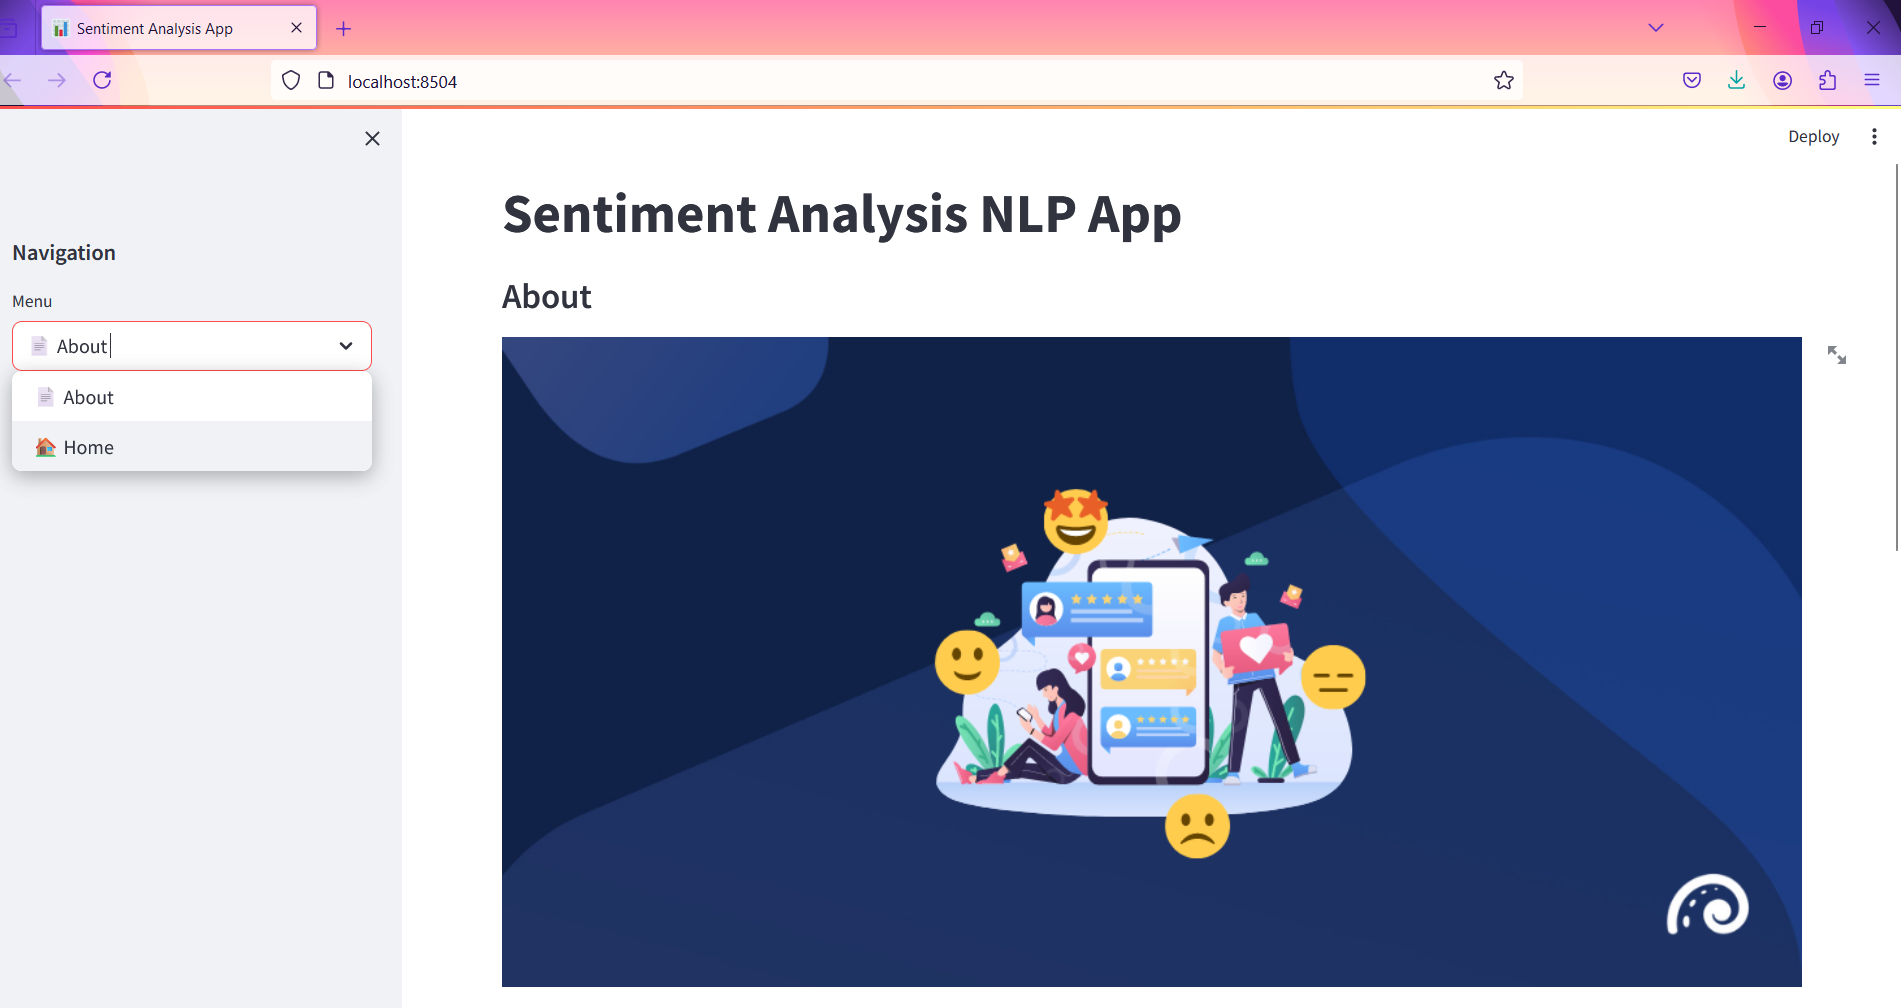 Sentiment Analysis App
localhost:8504
Deploy
Navigation
Menu
About
About
Home
Sentiment Analysis NLP App
About